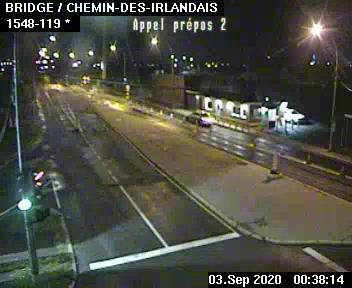 BRIDGE / CHEMIN-DES-IRLANDAIS
1548-119 *
Appel prépos 2
03.Sep 2020 00:38:14